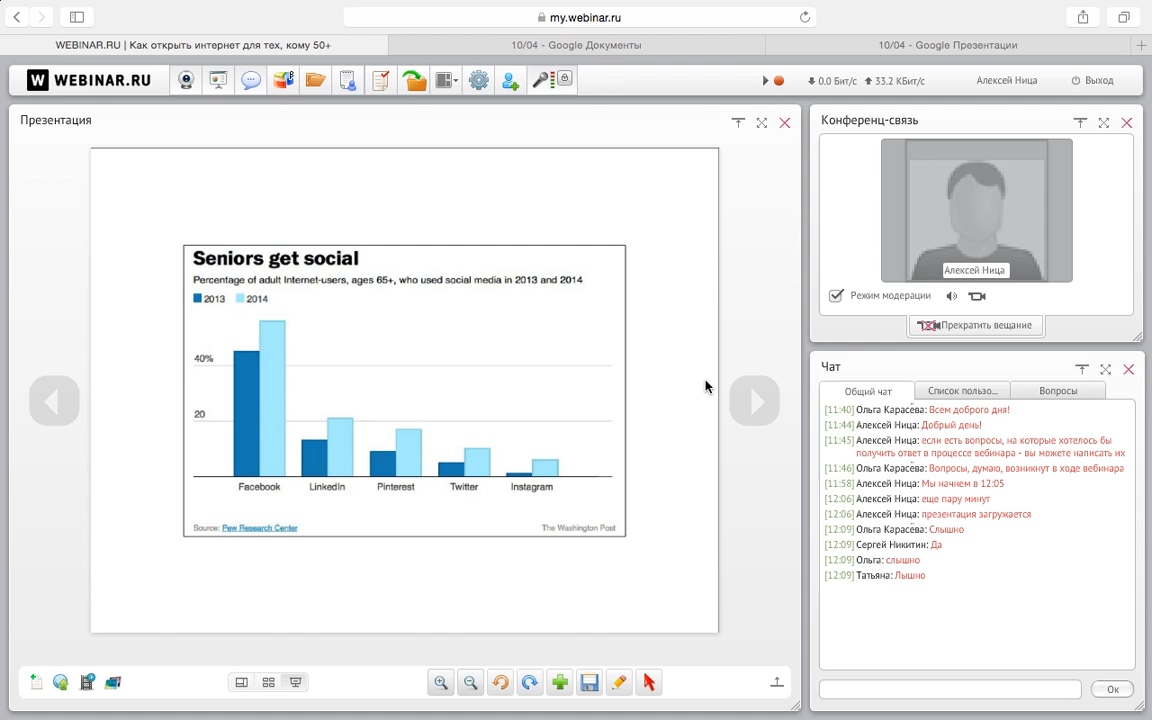 my.webinar.ru
WEBINAR.RU | Как открыть интернет для тех, кому 50+
10/04 - Google Документы
10/04 - Google Презентации
W WEBINAR.RU
0.0 Бит/с 33.2 КБит/с
Алексей Ница
Выход
Презентация
Seniors get social
Percentage of adult Internet-users, ages 65+, who used social media in 2013 and 2014
2013 2014
40%
20
Facebook LinkedIn Pinterest Twitter Instagram
Source: Pew Research Center
The Washington Post
Конференц-связь
Алексей Ница
Режим модерации
Прекратить вещание
Чат
Общий чат
Список пользо...
Вопросы
[11:40] Ольга Карасёва: Всем доброго дня!
[11:44] Алексей Ница: Добрый день!
[11:45] Алексей Ница: если есть вопросы, на которые хотелось бы
получить ответ в процессе вебинара - вы можете написать их
[11:46] Ольга Карасёва: Вопросы, думаю, возникнут в ходе вебинара
[11:58] Алексей Ница: Мы начнем в 12:05
[12:06] Алексей Ница: еще пару минут
[12:06] Алексей Ница: презентация загружается
[12:09] Ольга Карасёва: Слышно
[12:09] Сергей Никитин: Да
[12:09] Ольга: слышно
[12:09] Татьяна: Лышно
Ок